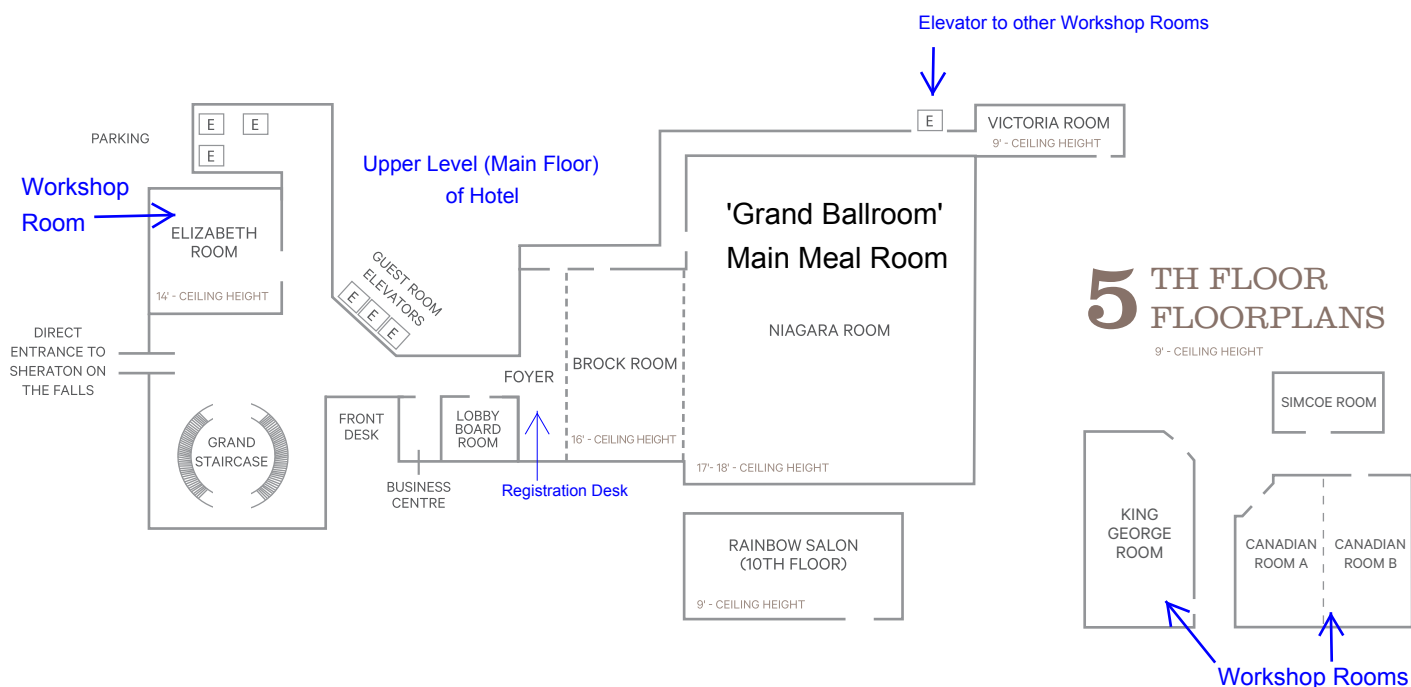 Elevator to other Workshop Rooms
E
E
E
PARKING
E
VICTORIA ROOM
9' - CEILING HEIGHT
Upper Level (Main Floor)
of Hotel
Workshop
Room
ELIZABETH
ROOM
14' - CEILING HEIGHT
'Grand Ballroom'
Main Meal Room
NIAGARA ROOM
17'- 18' - CEILING HEIGHT
GUEST ROOM
ELEVATORS
E
E
E
DIRECT
ENTRANCE TO
SHERATON ON
THE FALLS
FOYER
BROCK ROOM
16' - CEILING HEIGHT
GRAND
STAIRCASE
FRONT
DESK
LOBBY
BOARD
ROOM
BUSINESS
CENTRE
Registration Desk
RAINBOW SALON
(10TH FLOOR)
9' - CEILING HEIGHT
5 TH FLOOR
FLOORPLANS
9' - CEILING HEIGHT
SIMCOE ROOM
KING
GEORGE
ROOM
CANADIAN
ROOM A
CANADIAN
ROOM B
Workshop Rooms